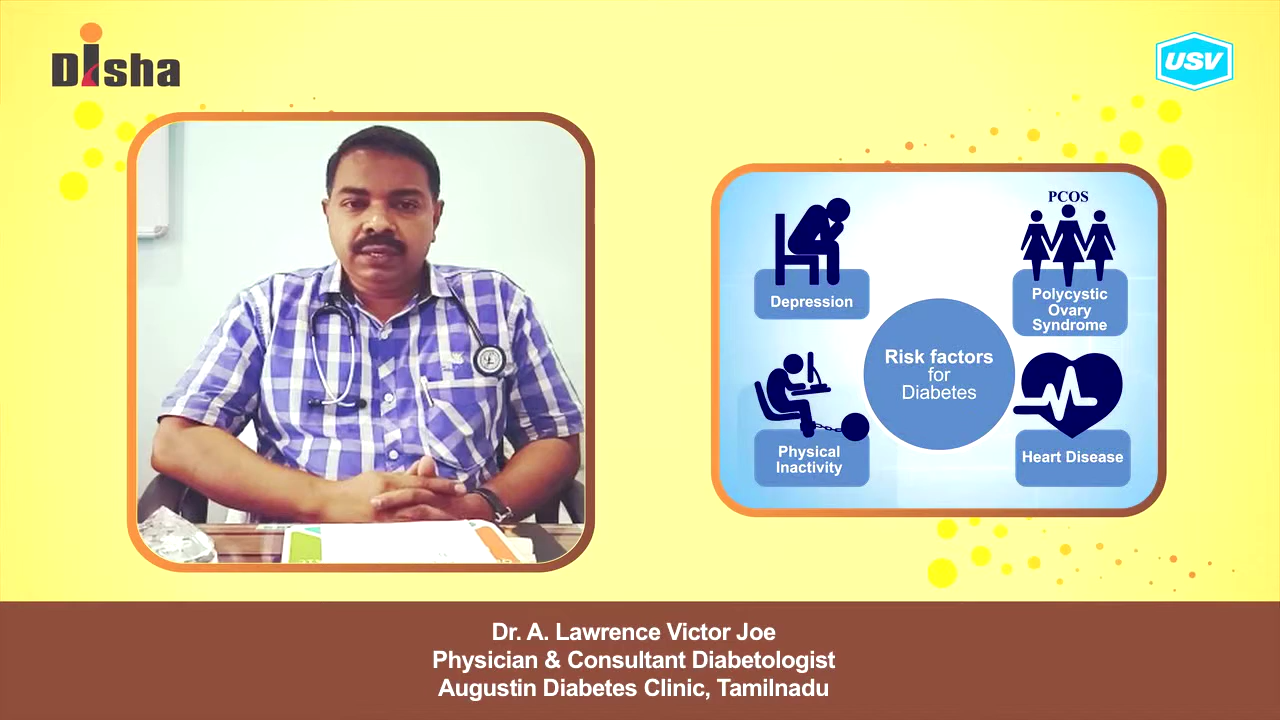 Disha
USV
PCOS
Depression
Polycystic
Ovary
Syndrome
Risk factors
for
Diabetes
Physical
Inactivity
Heart Disease
Dr. A. Lawrence Victor Joe
Physician & Consultant Diabetologist
Augustin Diabetes Clinic, Tamilnadu